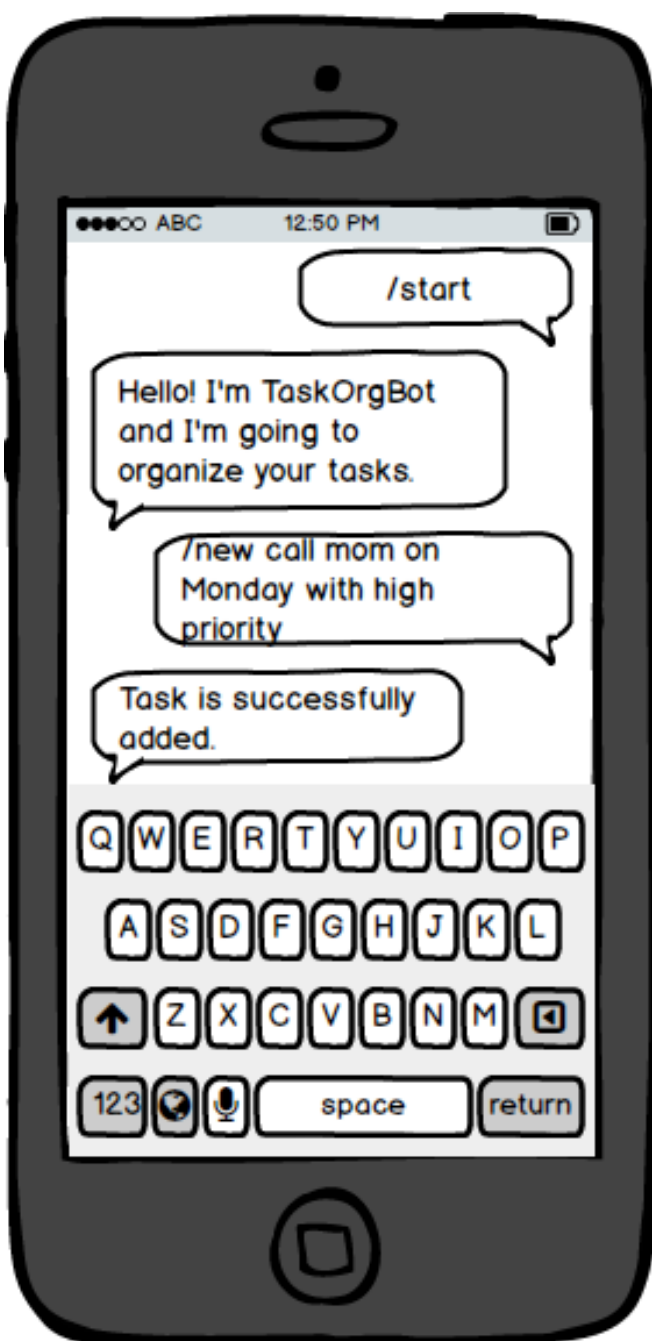 ABC 12:50 PM
/start
Hello! I'm TaskOrgBot
and I'm going to
organize your tasks.
/new call mom on
Monday with high
priority
Task is successfully
added.
Q W E R T Y U I O P
A S D F G H J K L
Z X C V B N M
123 space return